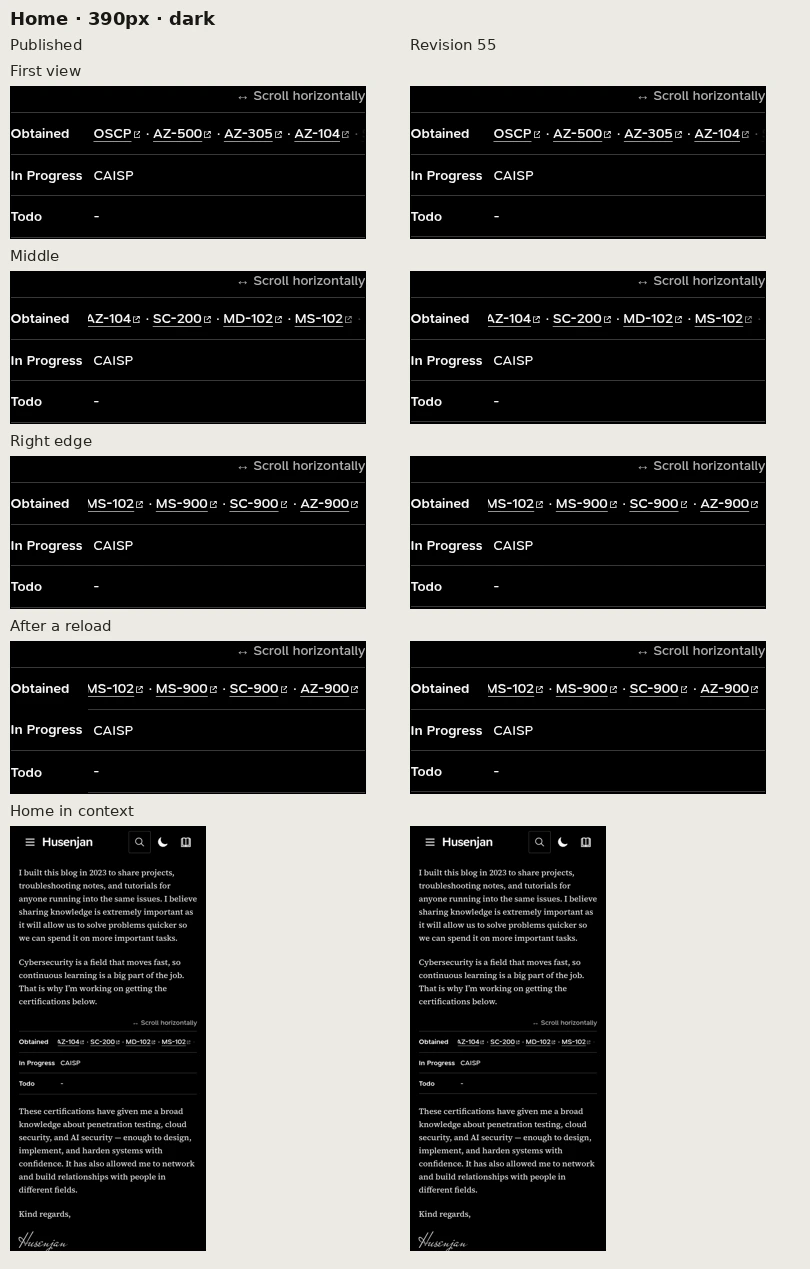 Home · 390px · dark
Published
Revision 55
First view
↔ Scroll horizontally
Obtained OSCP · AZ-500 · AZ-305 · AZ-104 ·
In Progress CAISP
Todo -
↔ Scroll horizontally
Obtained OSCP · AZ-500 · AZ-305 · AZ-104 ·
In Progress CAISP
Todo -
Middle
↔ Scroll horizontally
Obtained AZ-104 · SC-200 · MD-102 · MS-102 ·
In Progress CAISP
Todo -
↔ Scroll horizontally
Obtained AZ-104 · SC-200 · MD-102 · MS-102 ·
In Progress CAISP
Todo -
Right edge
↔ Scroll horizontally
Obtained MS-102 · MS-900 · SC-900 · AZ-900
In Progress CAISP
Todo -
↔ Scroll horizontally
Obtained MS-102 · MS-900 · SC-900 · AZ-900
In Progress CAISP
Todo -
After a reload
↔ Scroll horizontally
Obtained MS-102 · MS-900 · SC-900 · AZ-900
In Progress CAISP
Todo -
↔ Scroll horizontally
Obtained MS-102 · MS-900 · SC-900 · AZ-900
In Progress CAISP
Todo -
Home in context
Husenjan
I built this blog in 2023 to share projects,
troubleshooting notes, and tutorials for
anyone running into the same issues. I believe
sharing knowledge is extremely important as
it will allow us to solve problems quicker so
we can spend it on more important tasks.
Cybersecurity is a field that moves fast, so
continuous learning is a big part of the job.
That is why I'm working on getting the
certifications below.
↔ Scroll horizontally
Obtained AZ-104 · SC-200 · MD-102 · MS-102 ·
In Progress CAISP
Todo -
These certifications have given me a broad
knowledge about penetration testing, cloud
security, and AI security — enough to design,
implement, and harden systems with
confidence. It has also allowed me to network
and build relationships with people in
different fields.
Kind regards,
Husenjan
Husenjan
I built this blog in 2023 to share projects,
troubleshooting notes, and tutorials for
anyone running into the same issues. I believe
sharing knowledge is extremely important as
it will allow us to solve problems quicker so
we can spend it on more important tasks.
Cybersecurity is a field that moves fast, so
continuous learning is a big part of the job.
That is why I'm working on getting the
certifications below.
↔ Scroll horizontally
Obtained AZ-104 · SC-200 · MD-102 · MS-102 ·
In Progress CAISP
Todo -
These certifications have given me a broad
knowledge about penetration testing, cloud
security, and AI security — enough to design,
implement, and harden systems with
confidence. It has also allowed me to network
and build relationships with people in
different fields.
Kind regards,
Husenjan